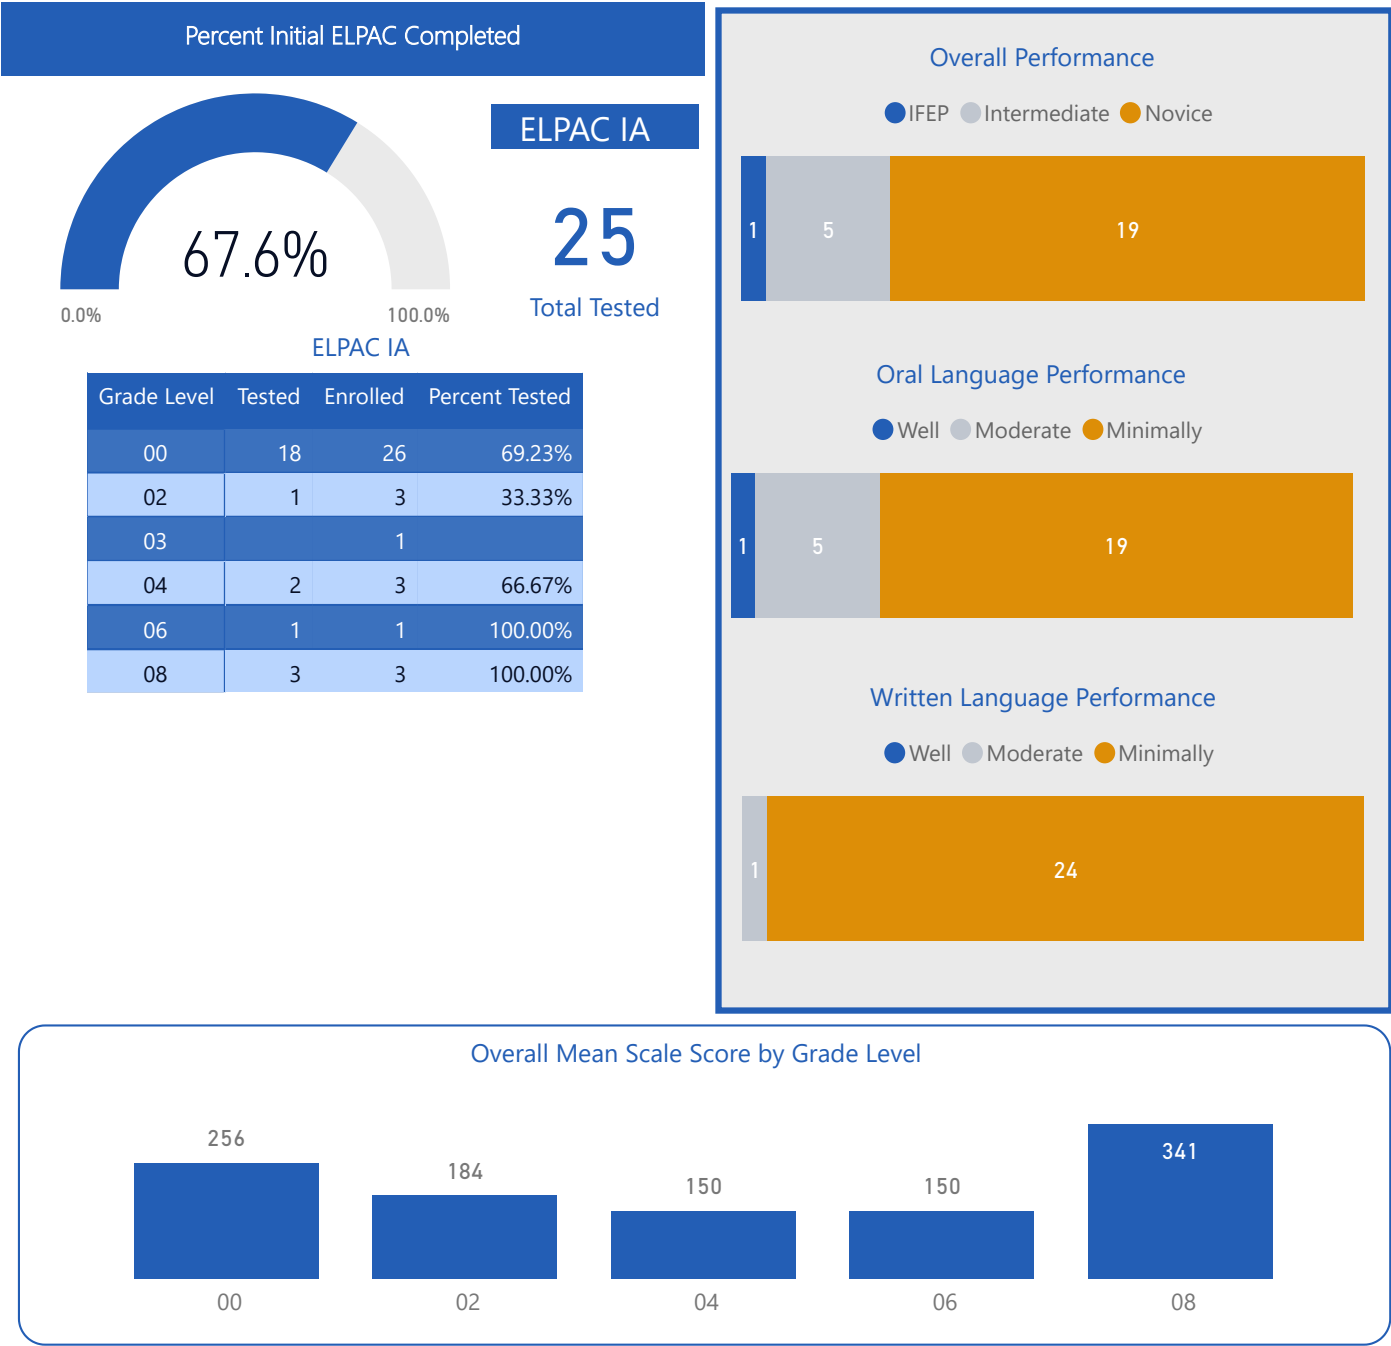 Percent Initial ELPAC Completed
ELPAC IA
67.6%
0.0%
100.0%
25
Total Tested
ELPAC IA
Grade Level Tested Enrolled Percent Tested
00 18 26 69.23%
02 1 3 33.33%
03 1
04 2 3 66.67%
06 1 1 100.00%
08 3 3 100.00%
Overall Performance
IFEP Intermediate Novice
1 5 19
Oral Language Performance
Well Moderate Minimally
1 5 19
Written Language Performance
Well Moderate Minimally
1 24
Overall Mean Scale Score by Grade Level
256 184 150 150 341
00 02 04 06 08